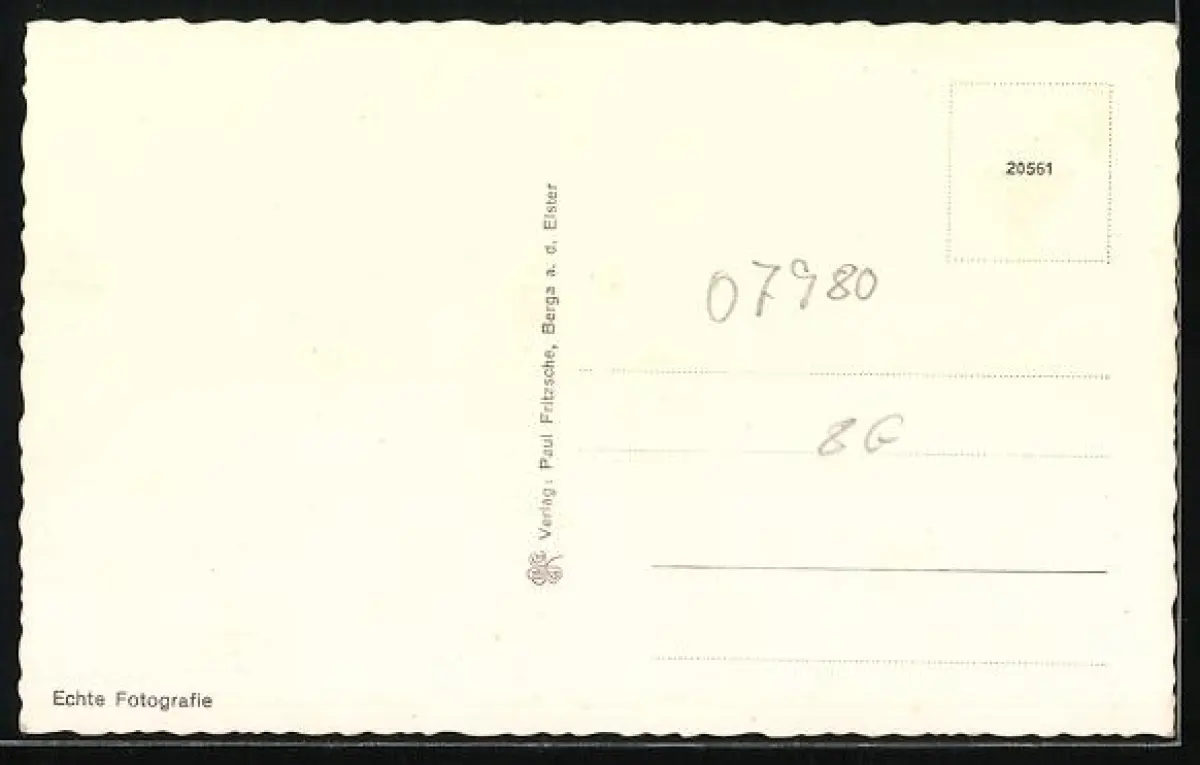 20561
Verlag: Paul Fritzsche, Berga a. d. Elster
07980
8G
Echte Fotografie